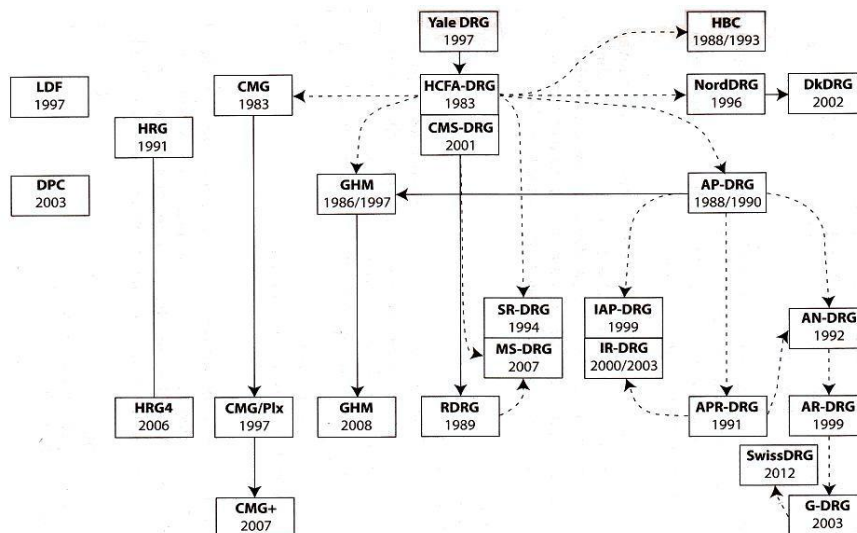 Yale DRG
1997
HBC
1988/1993
LDF
1997
CMG
1983
HCFA-DRG
1983
NordDRG
1996
DkDRG
2002
HRG
1991
CMS-DRG
2001
DPC
2003
GHM
1986/1997
AP-DRG
1988/1990
SR-DRG
1994
IAP-DRG
1999
AN-DRG
1992
MS-DRG
2007
IR-DRG
2000/2003
HRG4
2006
CMG/Plx
1997
GHM
2008
RDRG
1989
APR-DRG
1991
AR-DRG
1999
SwissDRG
2012
CMG+
2007
G-DRG
2003